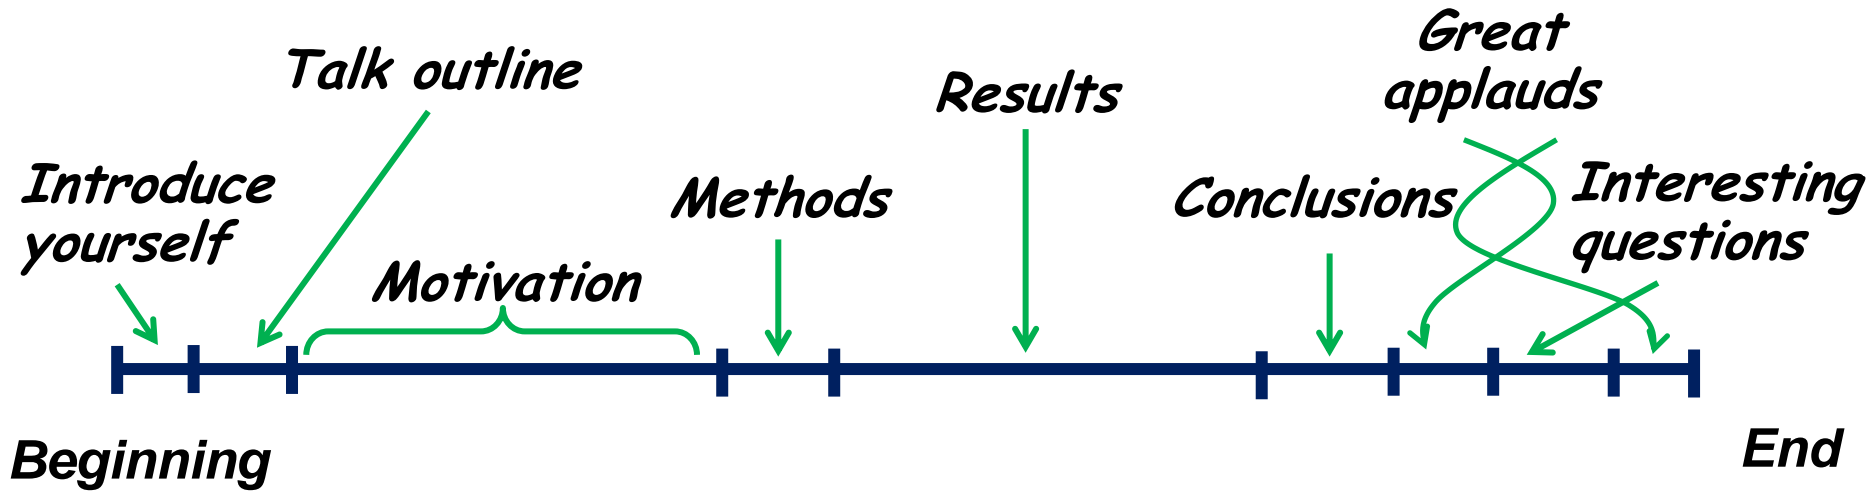 Introduce
yourself
Talk outline
Motivation
Methods
Results
Conclusions
Great
applauds
Interesting
questions
Beginning
End